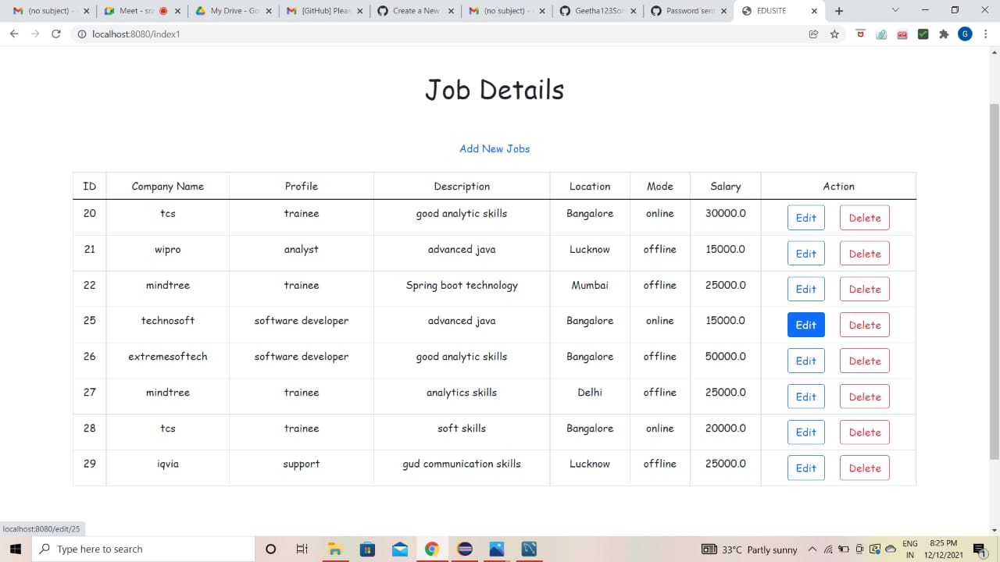 (no subject) - M Meet - sra My Drive - Go [GitHub] Pleas Create a New (no subject) - Geetha123Son Password sent EDUSITE
localhost:8080/index1
G
Job Details
Add New Jobs
ID Company Name Profile Description Location Mode Salary Action
20 tcs trainee good analytic skills Bangalore online 30000.0 Edit Delete
21 wipro analyst advanced java Lucknow offline 15000.0 Edit Delete
22 mindtree trainee Spring boot technology Mumbai offline 25000.0 Edit Delete
25 technosoft software developer advanced java Bangalore online 15000.0 Edit Delete
26 extremesoftech software developer good analytic skills Bangalore offline 50000.0 Edit Delete
27 mindtree trainee analytics skills Delhi offline 25000.0 Edit Delete
28 tcs trainee soft skills Bangalore online 20000.0 Edit Delete
29 iqvia support gud communication skills Lucknow offline 25000.0 Edit Delete
localhost:8080/edit/25
Type here to search
33°C Partly sunny
ENG
IN
8:25 PM
12/12/2021
1